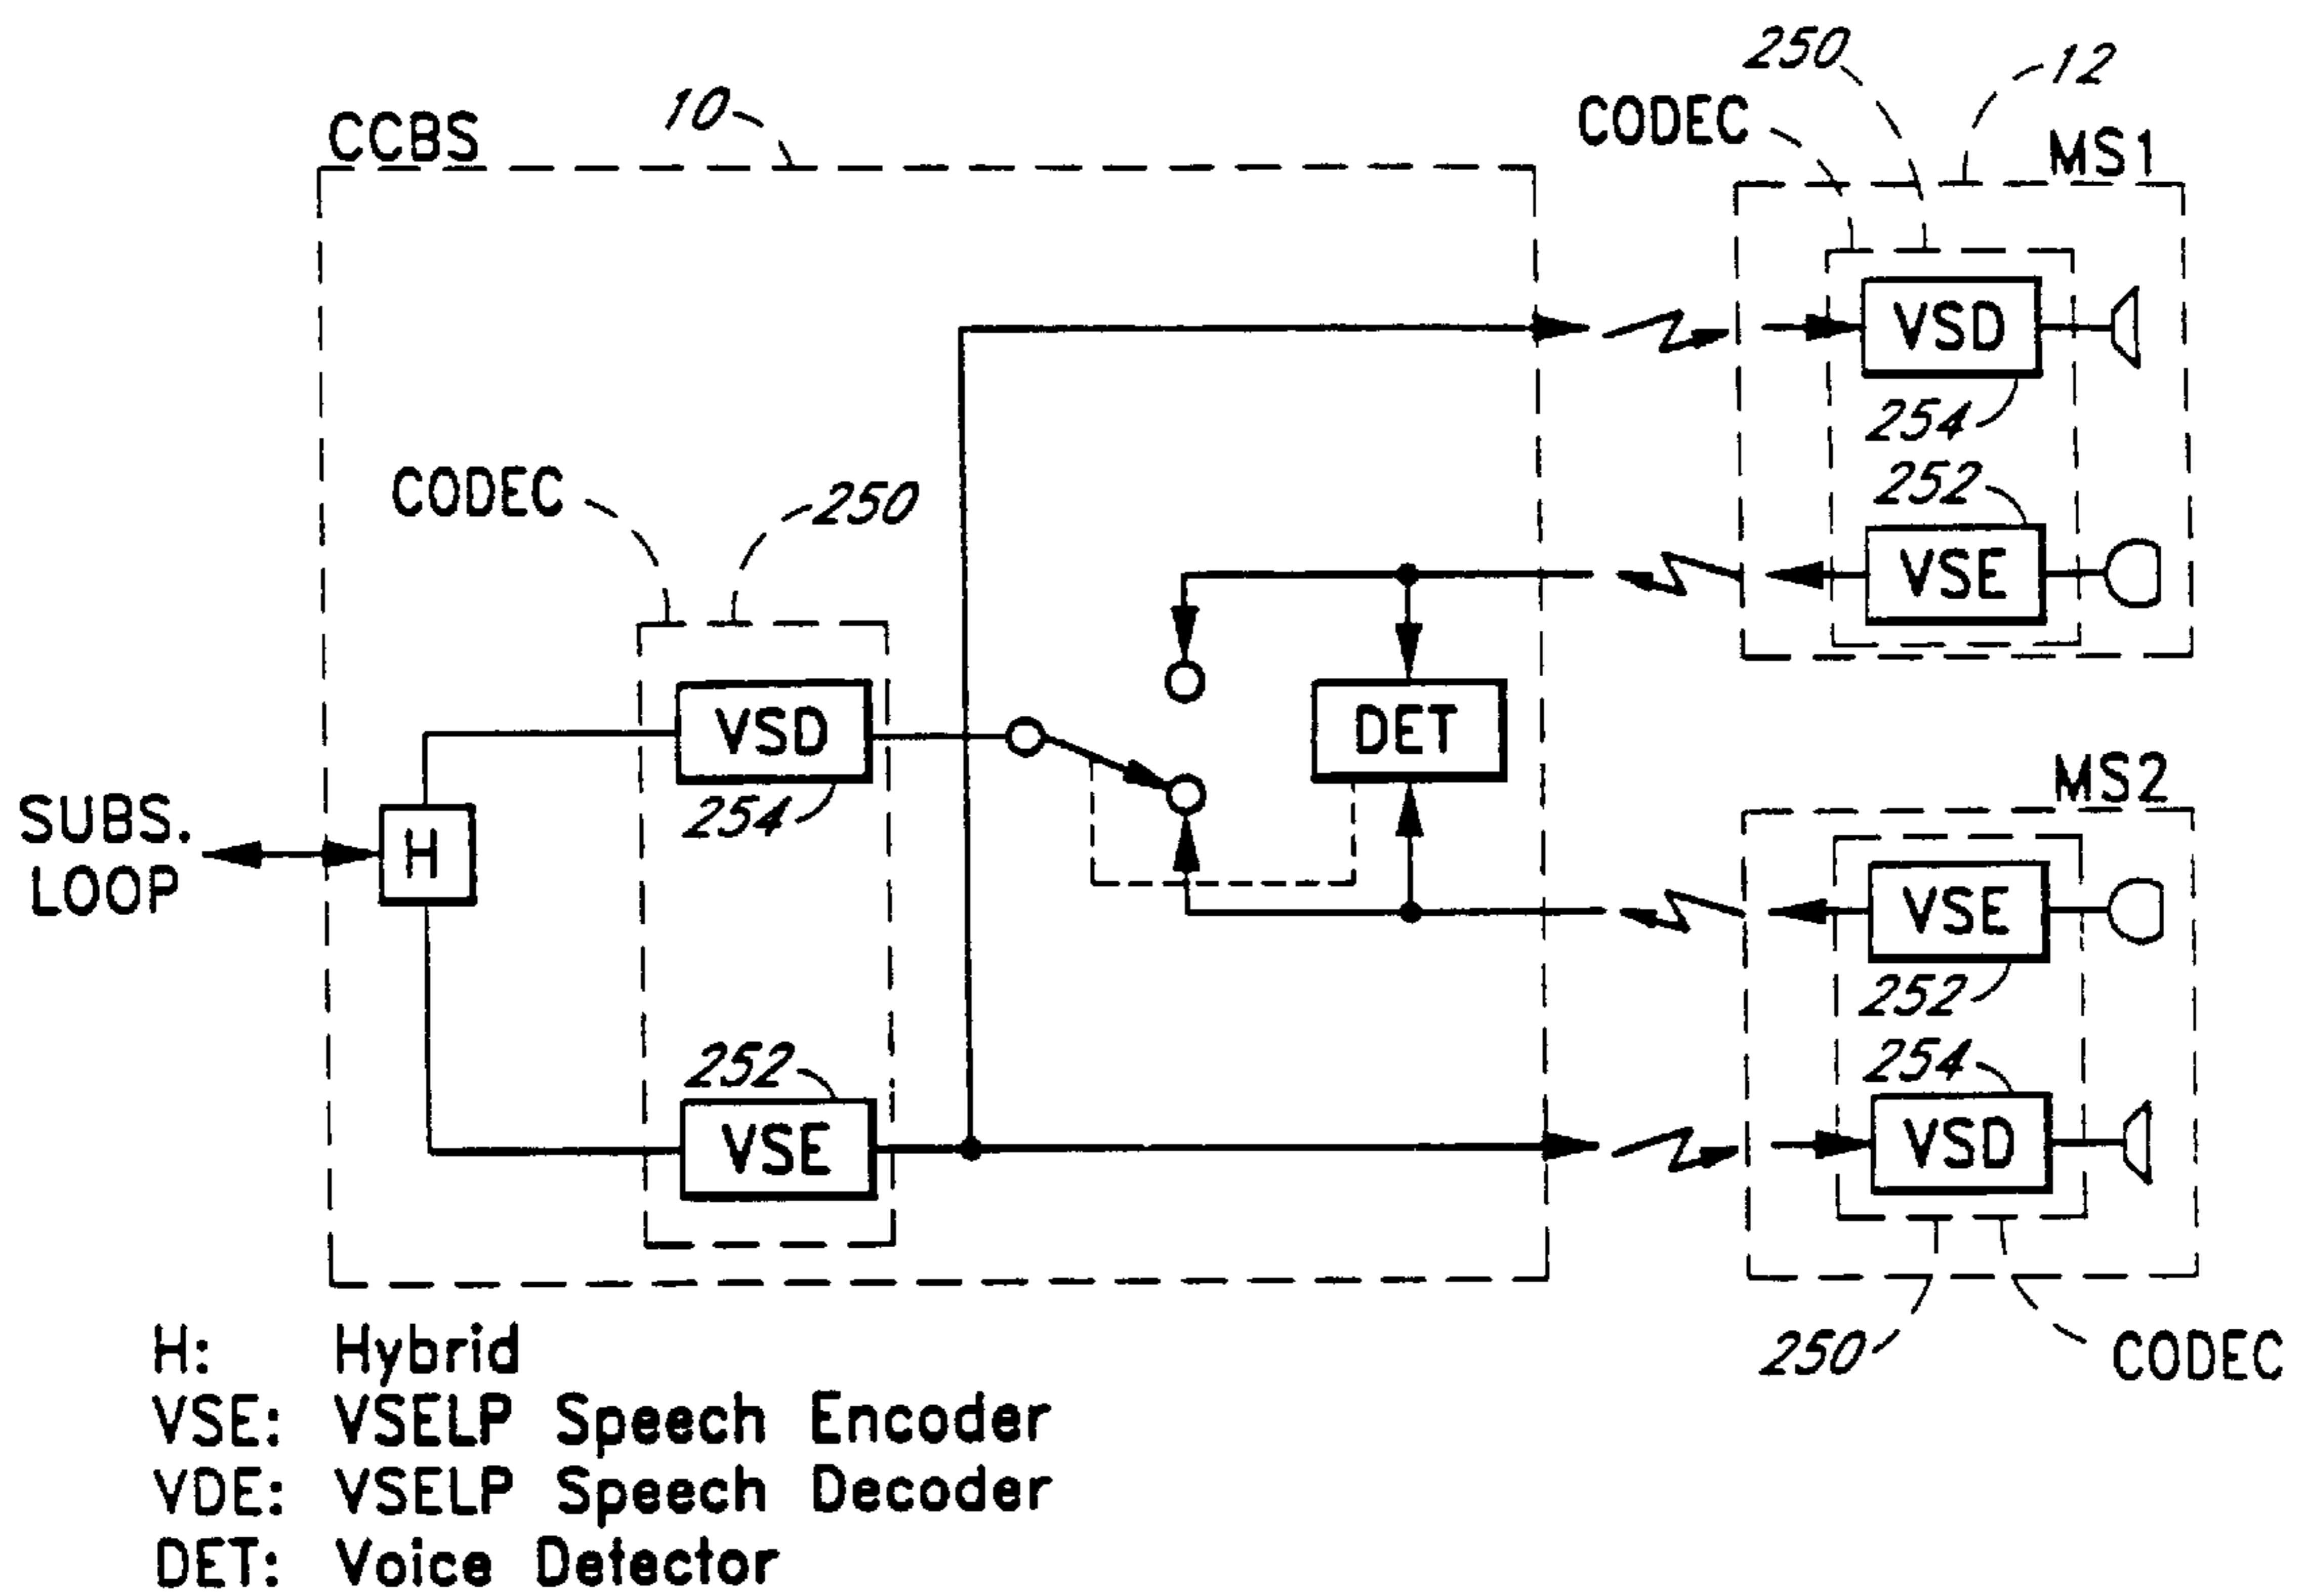 250
12
10
CCBS
CODEC
MS1
VSD
254
CODEC
250
252
VSE
VSD
DET
254
MS2
SUBS.
LOOP
H
VSE
252
252
254
VSE
VSD
250
CODEC
H: Hybrid
VSE: VSELP Speech Encoder
VDE: VSELP Speech Decoder
DET: Voice Detector